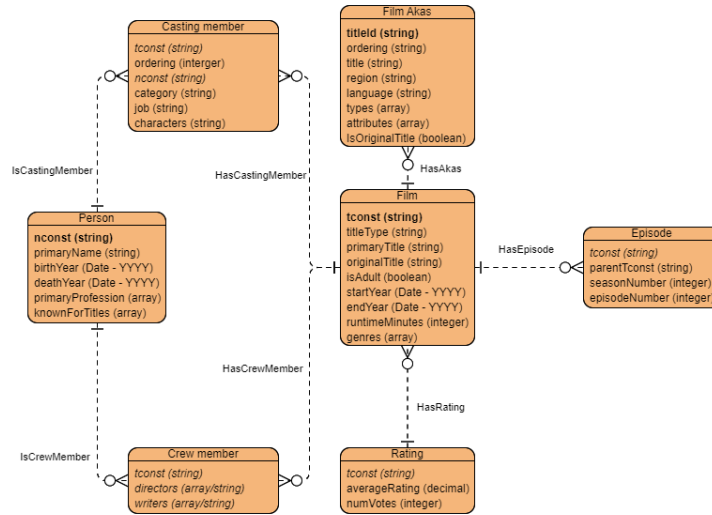 Casting member
tconst (string)
ordering (interger)
nconst (string)
category (string)
job (string)
characters (string)
Film Akas
titleId (string)
ordering (string)
title (string)
region (string)
language (string)
types (array)
attributes (array)
IsOriginalTitle (boolean)
IsCastingMember
HasCastingMember
HasAkas
Person
nconst (string)
primaryName (string)
birthYear (Date - YYYY)
deathYear (Date - YYYY)
primaryProfession (array)
knownForTitles (array)
Film
tconst (string)
titleType (string)
primaryTitle (string)
originalTitle (string)
isAdult (boolean)
startYear (Date - YYYY)
endYear (Date - YYYY)
runtimeMinutes (integer)
genres (array)
HasEpisode
Episode
tconst (string)
parentTconst (string)
seasonNumber (integer)
episodeNumber (integer)
HasCrewMember
HasRating
IsCrewMember
Crew member
tconst (string)
directors (array/string)
writers (array/string)
Rating
tconst (string)
averageRating (decimal)
numVotes (integer)